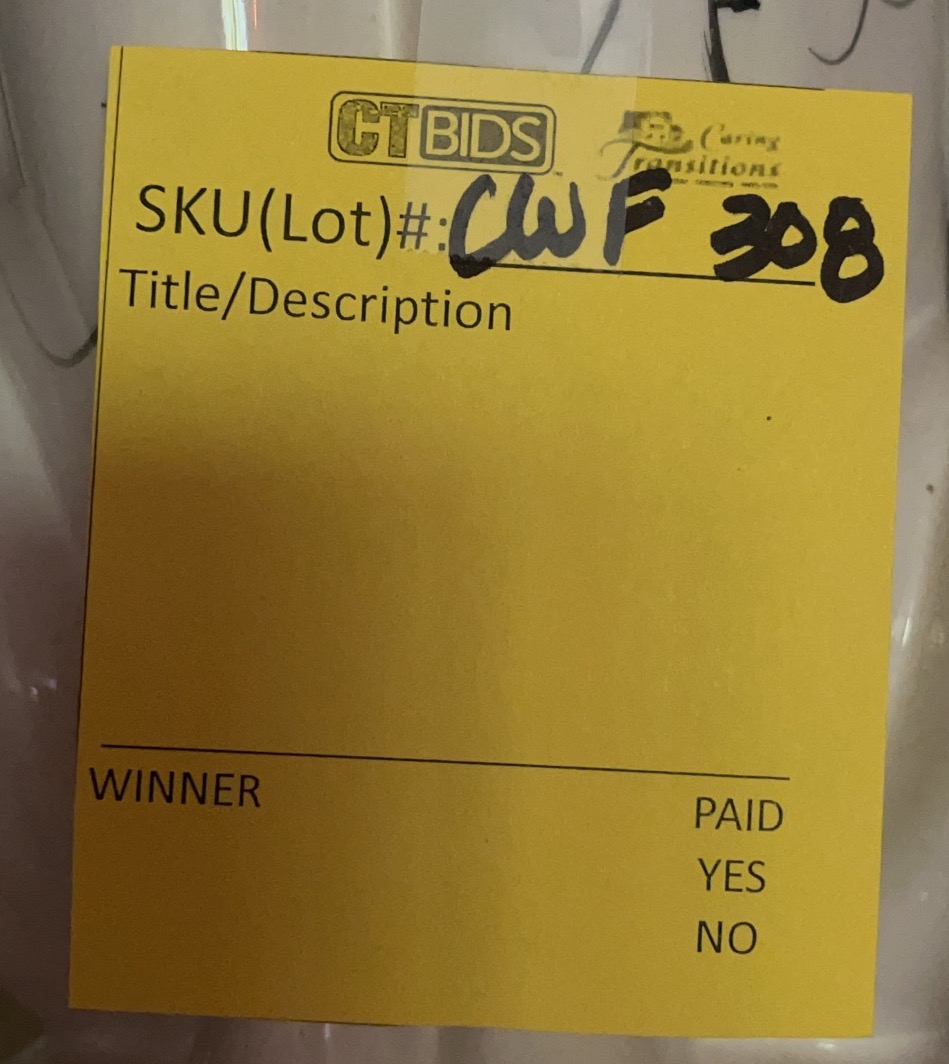 CTBIDS
Caring
Transitions
SKU(Lot)#: CWF 308
Title/Description
WINNER
PAID
YES
NO